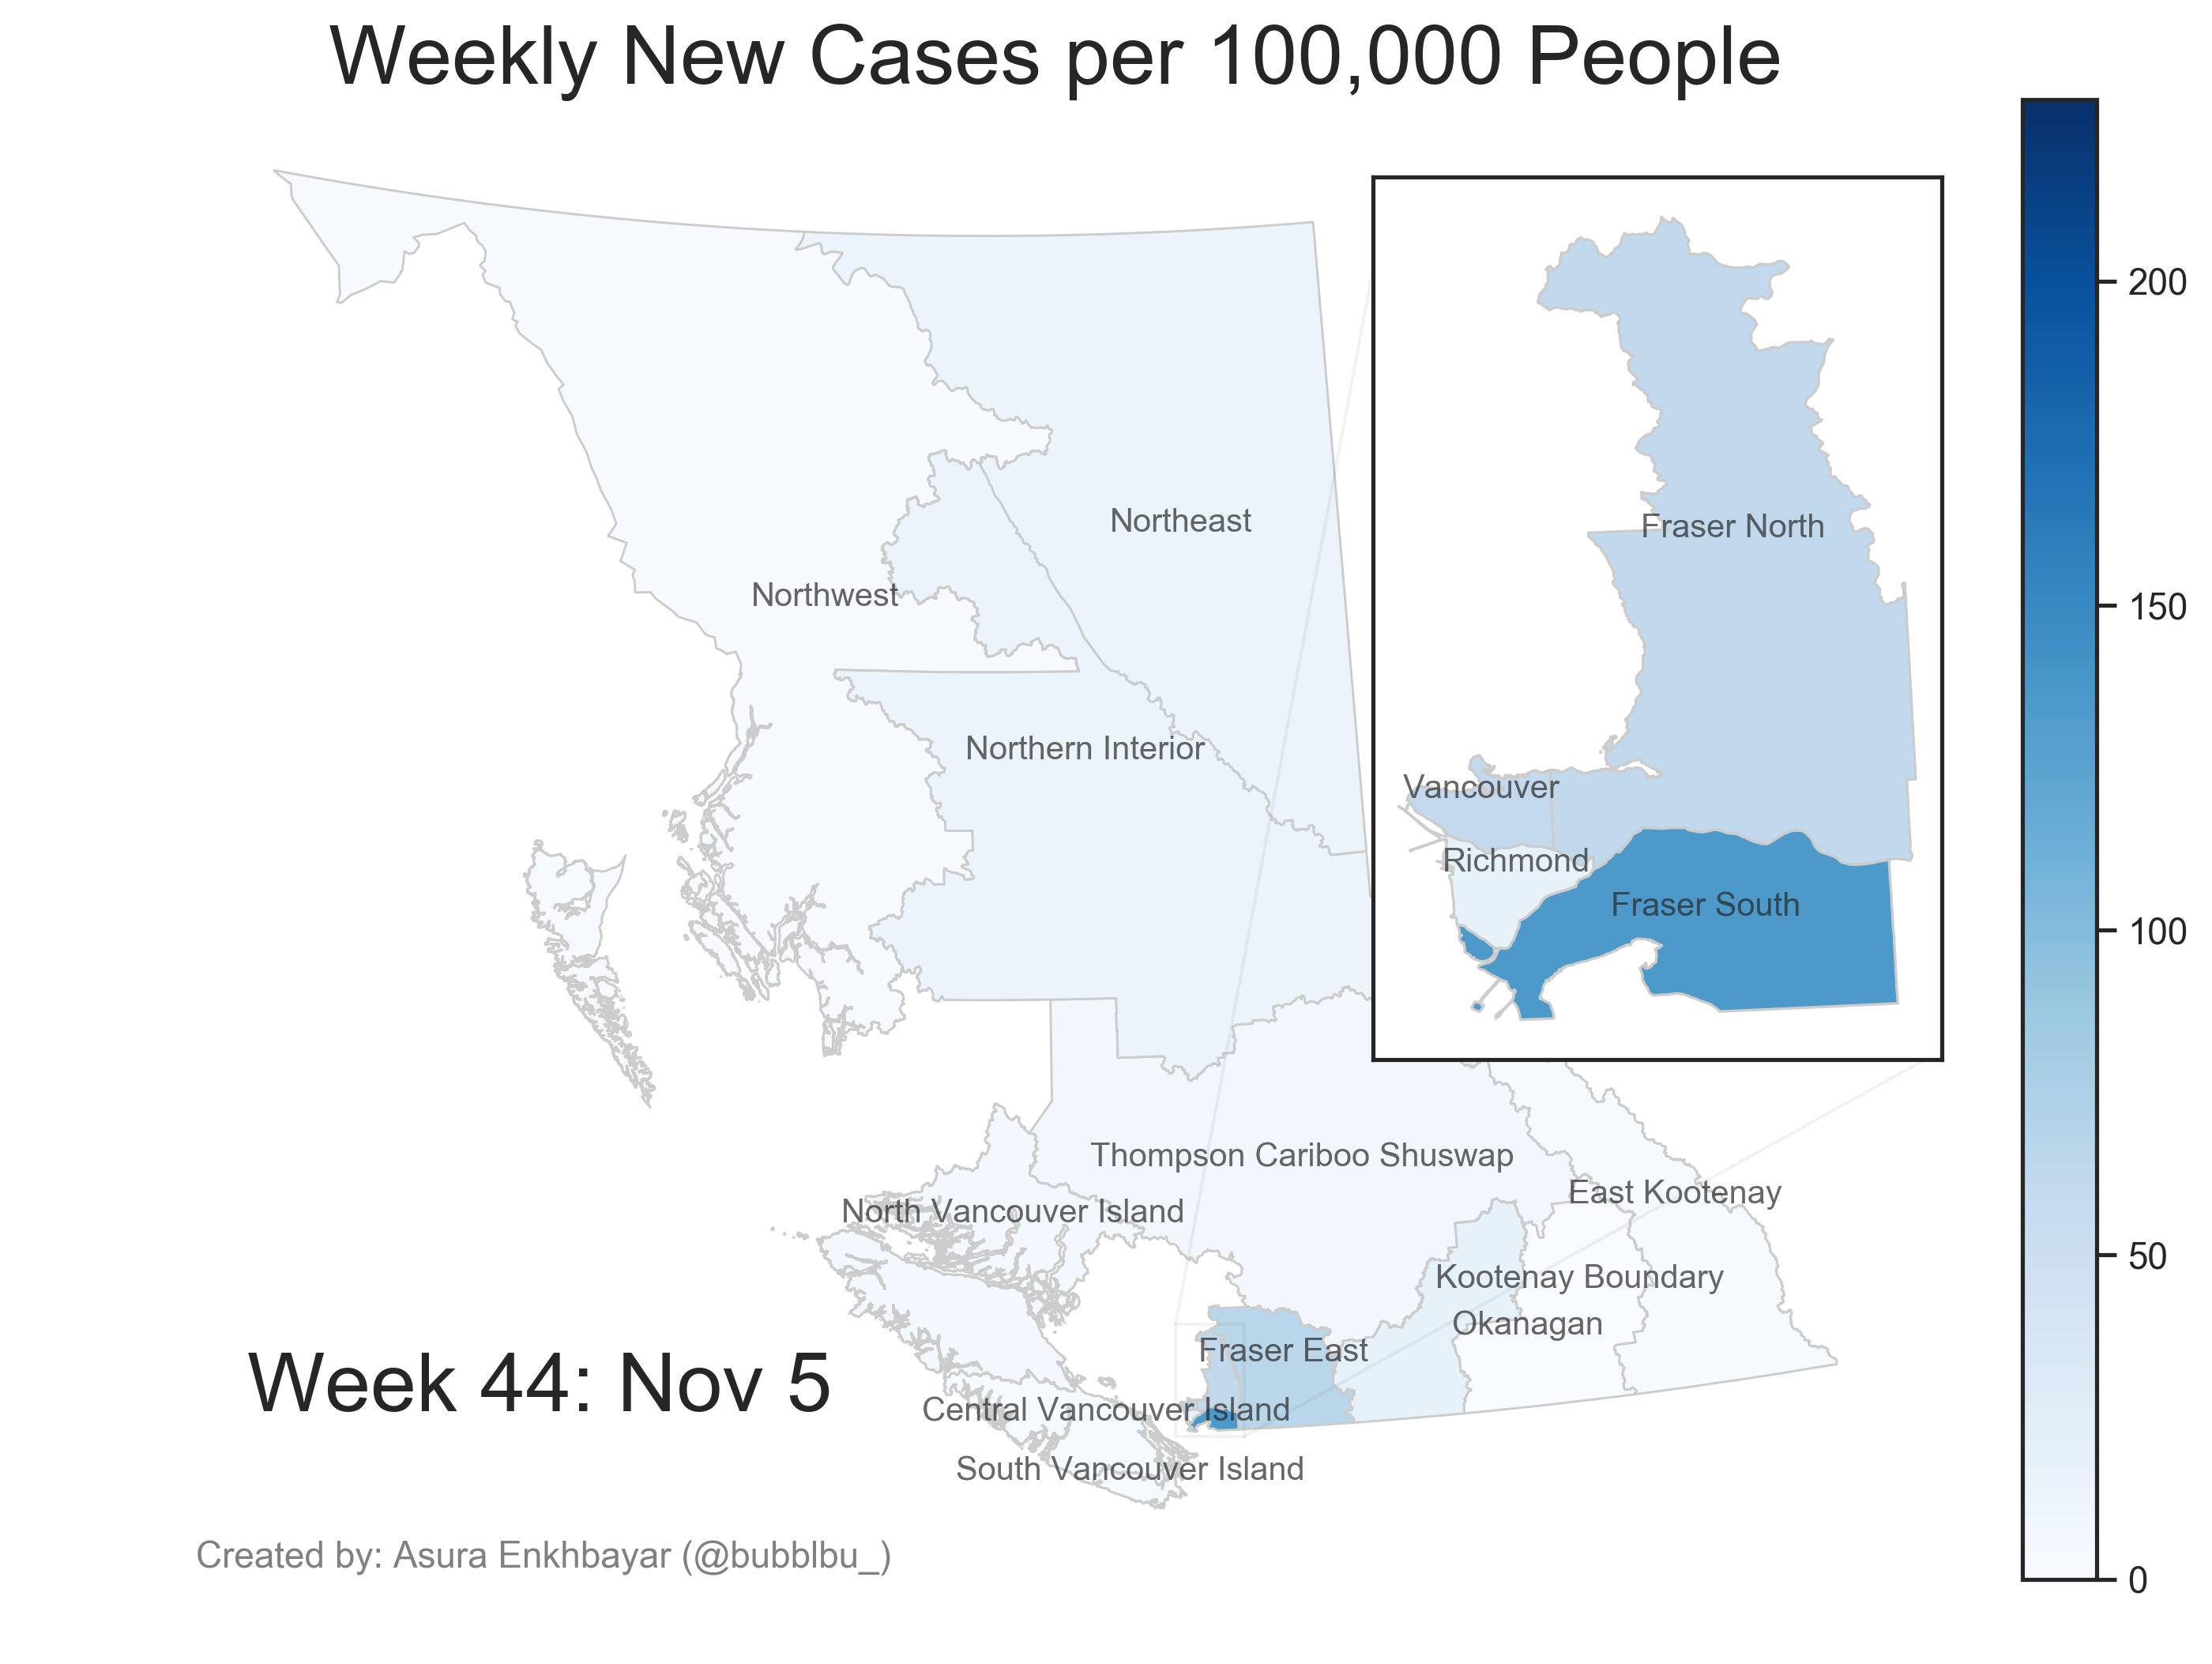 Weekly New Cases per 100,000 People
Northeast
Northwest
Northern Interior
Fraser North
Vancouver
Richmond
Fraser South
Thompson Cariboo Shuswap
East Kootenay
North Vancouver Island
Kootenay Boundary
Okanagan
Fraser East
Central Vancouver Island
South Vancouver Island
200
150
100
50
0
Week 44: Nov 5
Created by: Asura Enkhbayar (@bubblbu_)